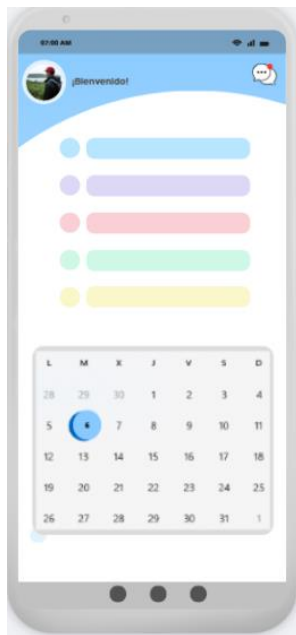 07:00 AM
¡Bienvenido!
L M X J V S D
28 29 30 1 2 3 4
5 6 7 8 9 10 11
12 13 14 15 16 17 18
19 20 21 22 23 24 25
26 27 28 29 30 31 1